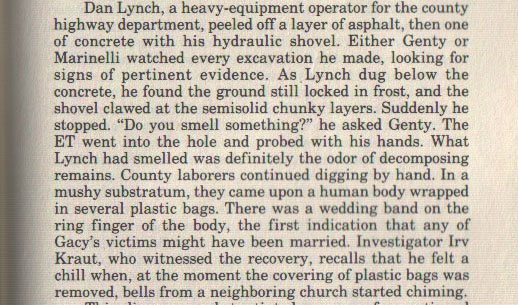 Dan Lynch, a heavy-equipment operator for the county
highway department, peeled off a layer of asphalt, then one
of concrete with his hydraulic shovel. Either Genty or
Marinelli watched every excavation he made, looking for
signs of pertinent evidence. As Lynch dug below the
concrete, he found the ground still locked in frost, and the
shovel clawed at the semisolid chunky layers. Suddenly he
stopped. “Do you smell something?” he asked Genty. The
ET went into the hole and probed with his hands. What
Lynch had smelled was definitely the odor of decomposing
remains. County laborers continued digging by hand. In a
mushy substratum, they came upon a human body wrapped
in several plastic bags. There was a wedding band on the
ring finger of the body, the first indication that any of
Gacy’s victims might have been married. Investigator Irv
Kraut, who witnessed the recovery, recalls that he felt a
chill when, at the moment the covering of plastic bags was
removed, bells from a neighboring church started chiming.